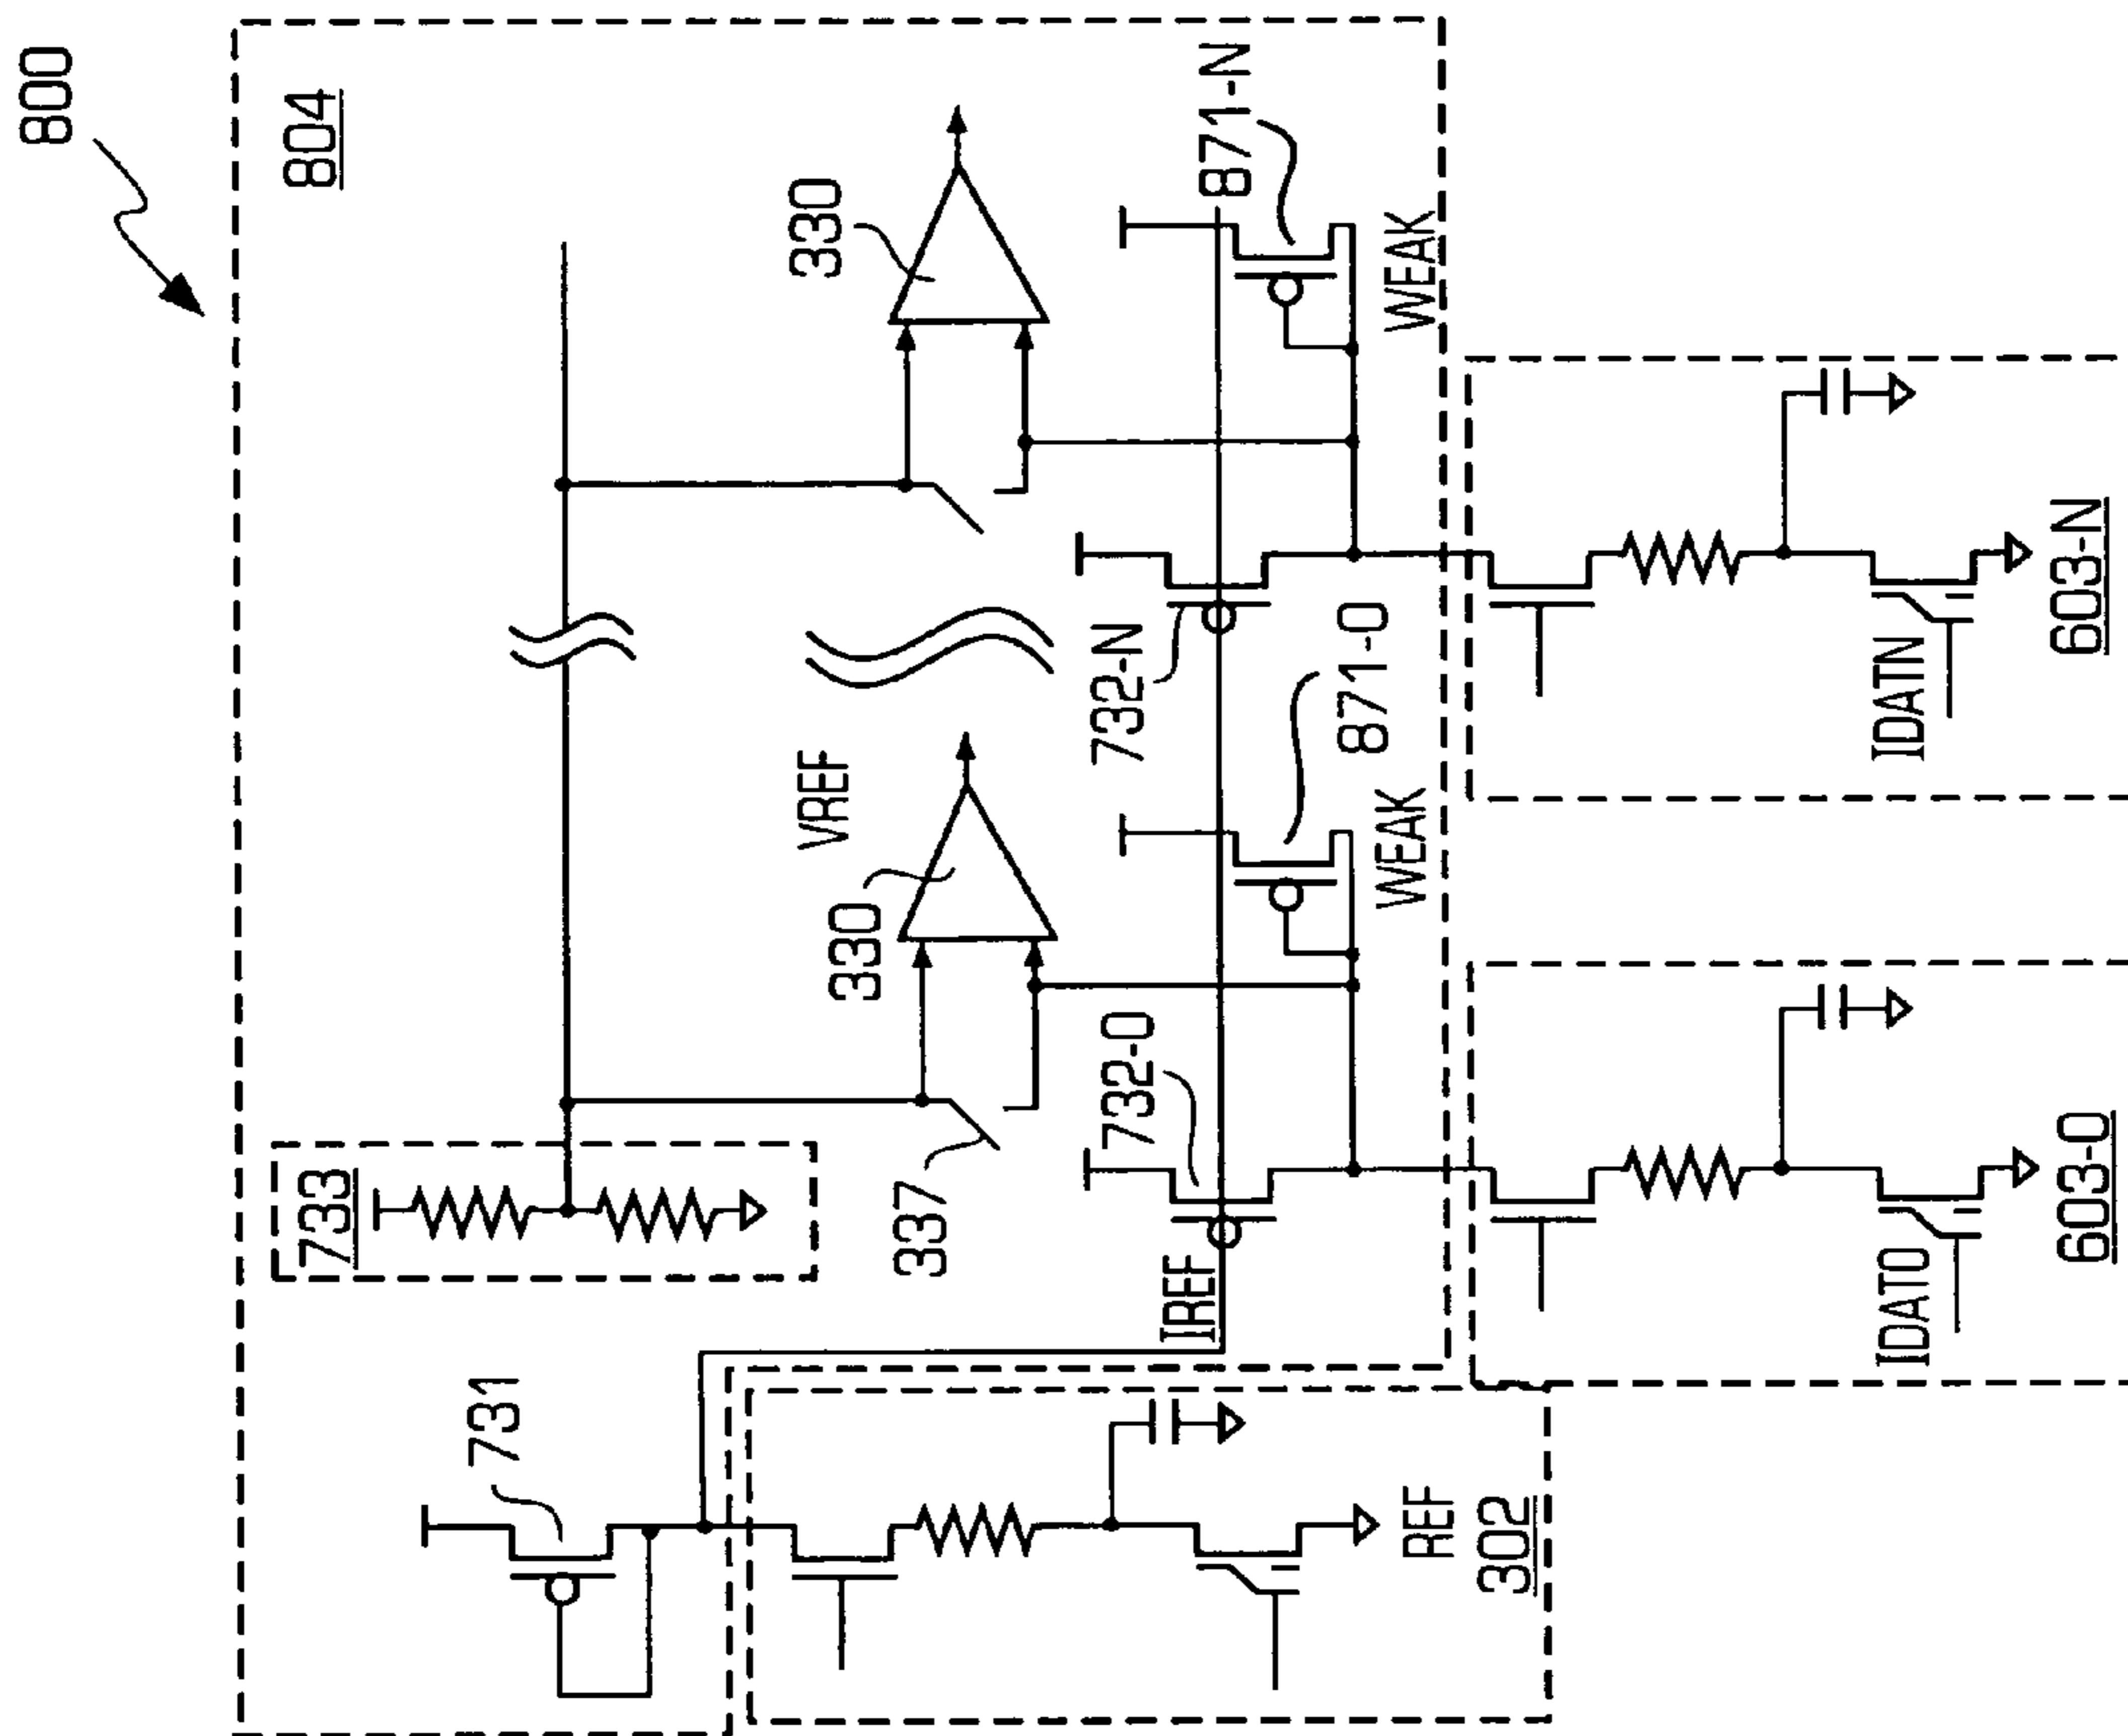 800
804
733
731
337
330
VREF
330
IREF
732-0
871-0
WEAK
732-N
871-N
WEAK
REF
302
IDAT0
603-0
IDATN
603-N